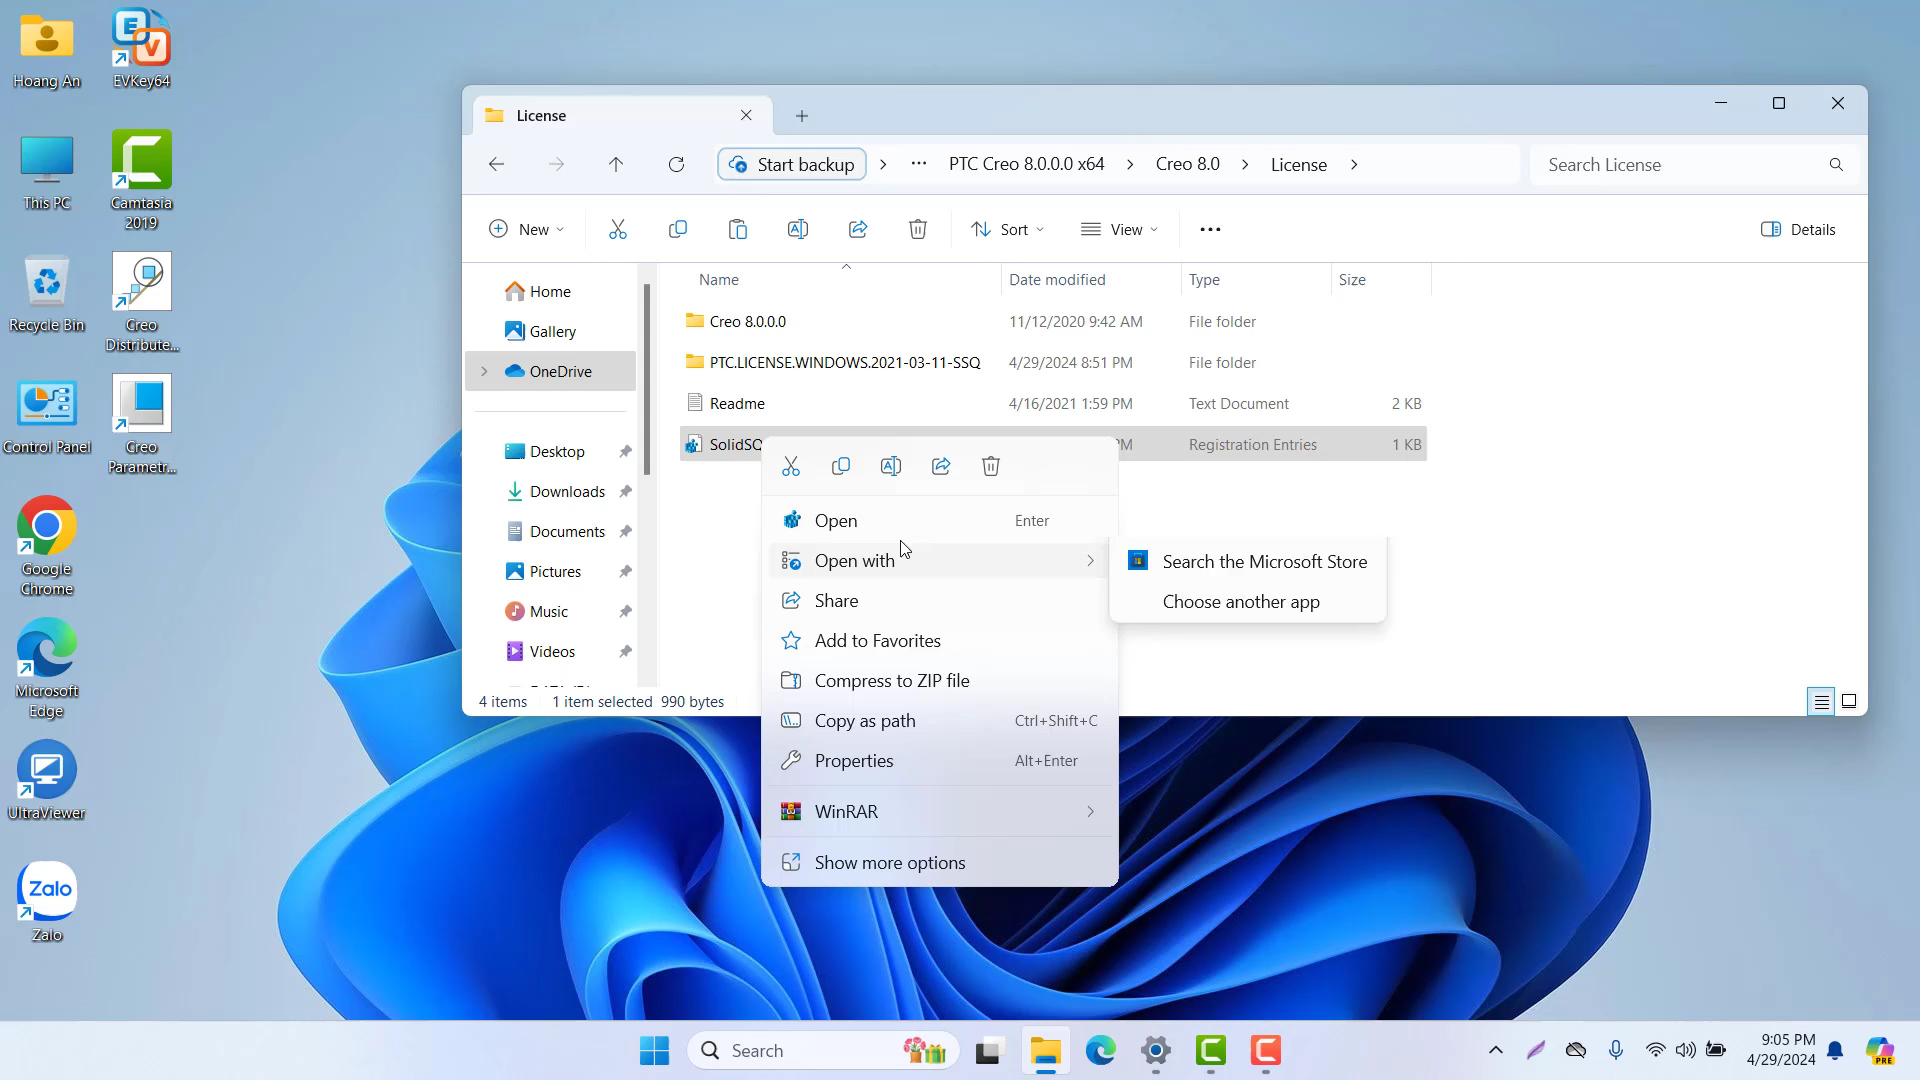 Hoang An
EVKey64
This PC
Camtasia
2019
Recycle Bin
Creo
Distribute...
Control Panel
Creo
Parametr...
Google
Chrome
Microsoft
Edge
UltraViewer
Zalo
Zalo
License
Start backup
PTC Creo 8.0.0.0 x64
Creo 8.0
License
Search License
New
Sort
View
Details
Name
Date modified
Type
Size
Home
Gallery
OneDrive
Desktop
Downloads
Documents
Pictures
Music
Videos
Creo 8.0.0.0 11/12/2020 9:42 AM File folder
PTC.LICENSE.WINDOWS.2021-03-11-SSQ 4/29/2024 8:51 PM File folder
Readme 4/16/2021 1:59 PM Text Document 2 KB
SolidSQ PM Registration Entries 1 KB
Open Enter
Open with
Share
Add to Favorites
Compress to ZIP file
Copy as path Ctrl+Shift+C
Properties Alt+Enter
WinRAR
Show more options
Search the Microsoft Store
Choose another app
4 items 1 item selected 990 bytes
Search
9:05 PM
4/29/2024
PRE